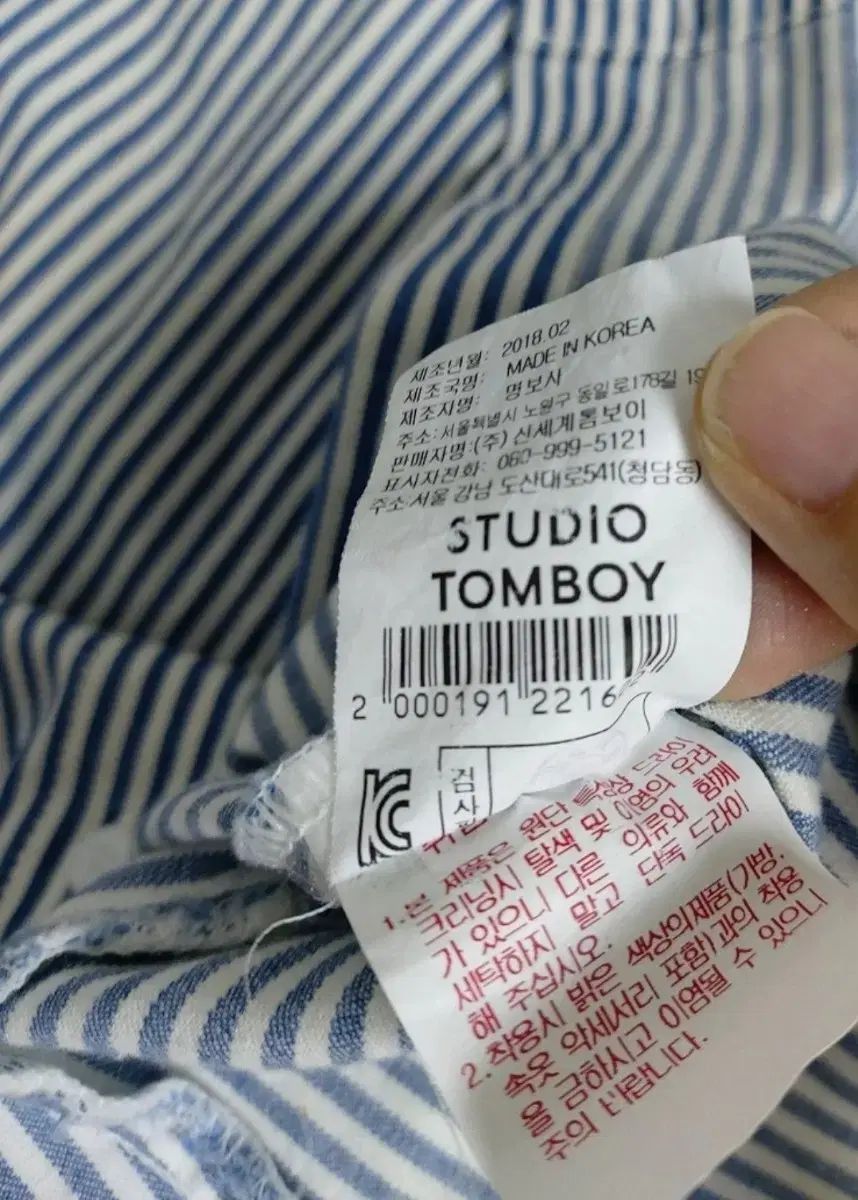 제조년월: 2018.02
제조국명: MADE IN KOREA
제조자명: 명보사
주소:서울특별시 노원구 동일로178길
판매자명:(주) 신세계톰보이
표시자전화: 080-999-5121
주소:서울 강남 도산대로541(청담동)
STUDIO
TOMBOY
2 000191 2216
검
사
1.본 제품은 원단 특성상 드라이
크리닝시 탈색 및 이염의 우려
가 있으니 다른 의류와 함께
세탁하지 말고 단독 드라이
해 주십시오.
2.착용시 밝은 색상의제품(가방,
속옷 악세서리 포함)과의 착용
을 금하시고 이염될 수 있으니
주의 바랍니다.